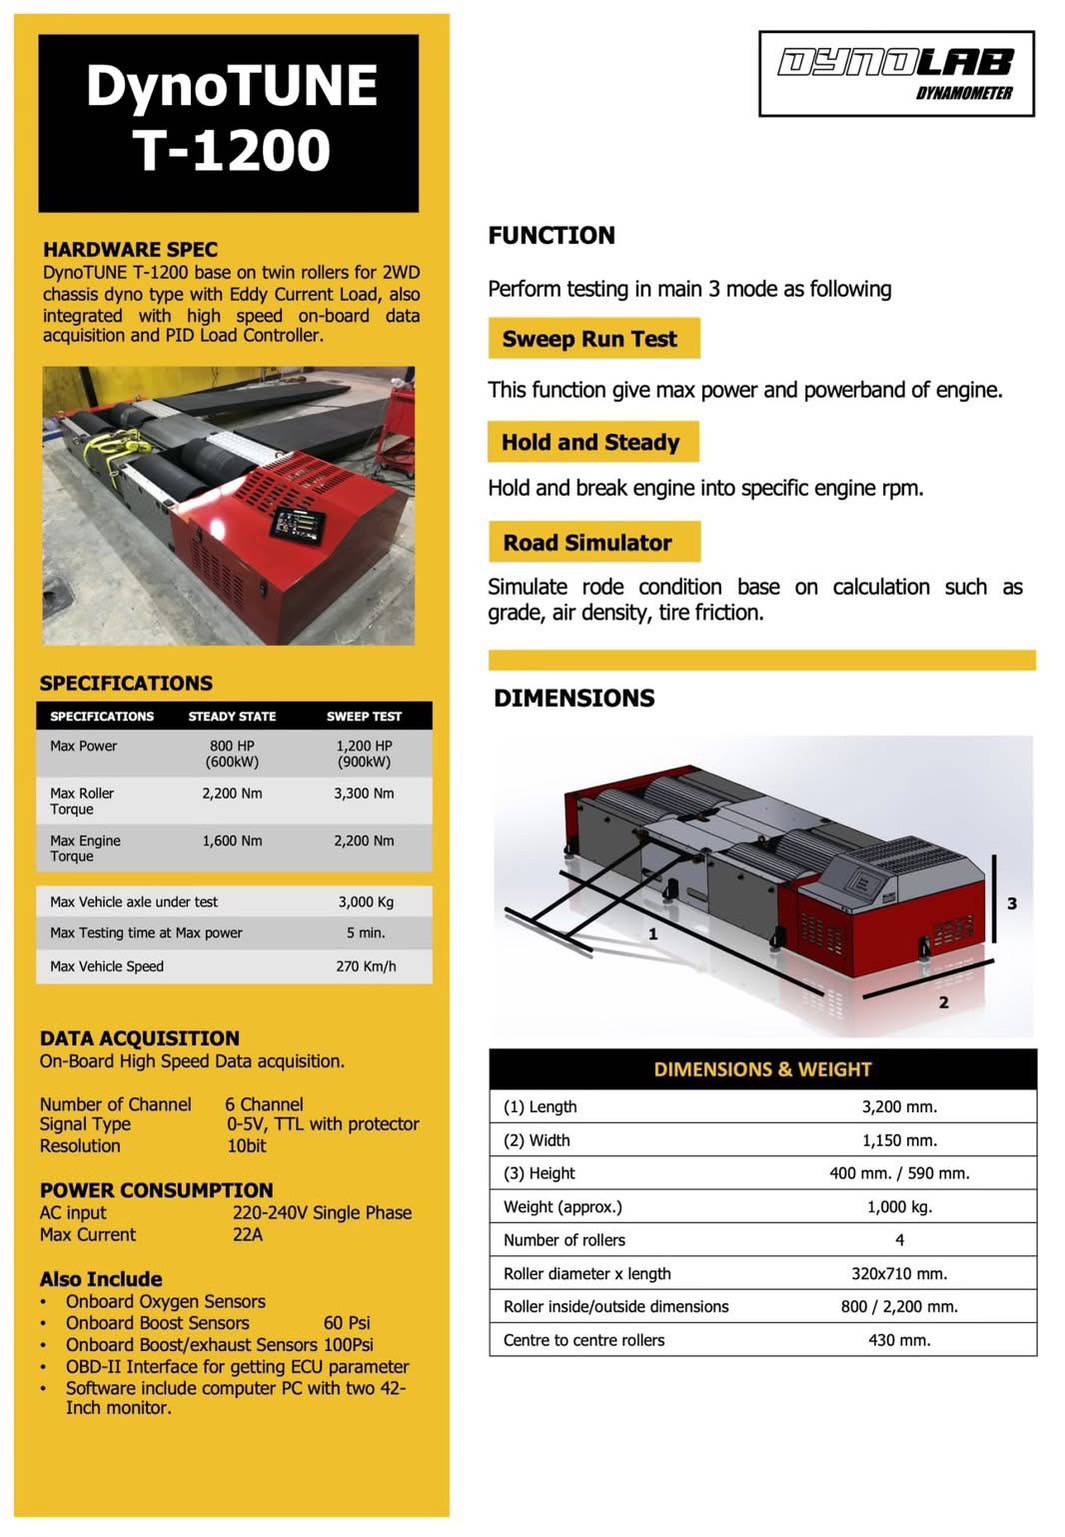 DynoTUNE
T-1200
HARDWARE SPEC
DynoTUNE T-1200 base on twin rollers for 2WD
chassis dyno type with Eddy Current Load, also
integrated with high speed on-board data
acquisition and PID Load Controller.
SPECIFICATIONS
SPECIFICATIONS STEADY STATE SWEEP TEST
Max Power 800 HP 1,200 HP
(600kW) (900kW)
Max Roller 2,200 Nm 3,300 Nm
Torque
Max Engine 1,600 Nm 2,200 Nm
Torque
Max Vehicle axle under test 3,000 Kg
Max Testing time at Max power 5 min.
Max Vehicle Speed 270 Km/h
DATA ACQUISITION
On-Board High Speed Data acquisition.
Number of Channel 6 Channel
Signal Type 0-5V, TTL with protector
Resolution 10bit
POWER CONSUMPTION
AC input 220-240V Single Phase
Max Current 22A
Also Include
• Onboard Oxygen Sensors
• Onboard Boost Sensors 60 Psi
• Onboard Boost/exhaust Sensors 100Psi
• OBD-II Interface for getting ECU parameter
• Software include computer PC with two 42-
Inch monitor.
DYNOLAB
DYNAMOMETER
FUNCTION
Perform testing in main 3 mode as following
Sweep Run Test
This function give max power and powerband of engine.
Hold and Steady
Hold and break engine into specific engine rpm.
Road Simulator
Simulate rode condition base on calculation such as
grade, air density, tire friction.
DIMENSIONS
1
2
3
DIMENSIONS & WEIGHT
(1) Length 3,200 mm.
(2) Width 1,150 mm.
(3) Height 400 mm. / 590 mm.
Weight (approx.) 1,000 kg.
Number of rollers 4
Roller diameter x length 320x710 mm.
Roller inside/outside dimensions 800 / 2,200 mm.
Centre to centre rollers 430 mm.